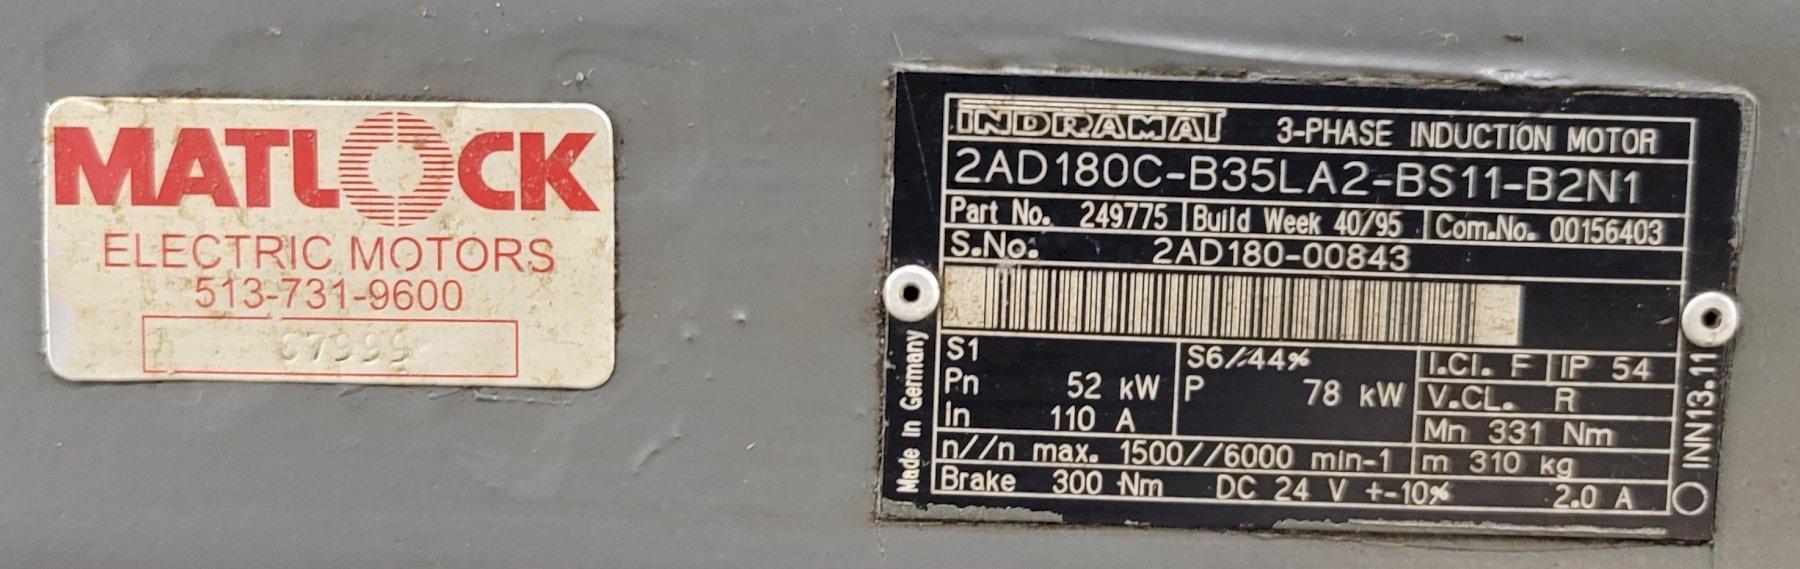 MATLOCK
ELECTRIC MOTORS
513-731-9600
67999
INDRAMAT 3-PHASE INDUCTION MOTOR
2AD180C-B35LA2-BS11-B2N1
Part No. 249775 Build Week 40/95 Com.No. 00156403
S.No. 2AD180-00843
S1 S6/44% I.Cl. F IP 54
Pn 52 kW P 78 kW V.CL. R
In 110 A Mn 331 Nm
n//n max. 1500//6000 min-1 m 310 kg
Brake 300 Nm DC 24 V +-10% 2.0 A
Made in Germany
NN13.11